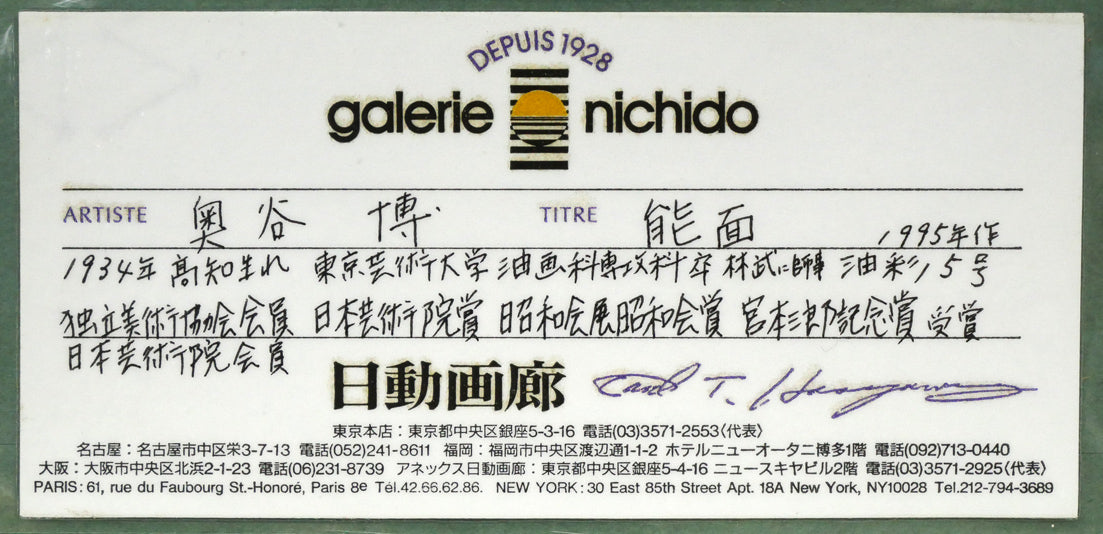 DEPUIS 1928
galerie nichido
ARTISTE 奥谷 博 TITRE 能面 1995年作
1934年 高知生れ 東京芸術大学 油画科専攻科卒 林武に師事 油彩15号
独立美術協会会員 日本芸術院賞 昭和会展昭和会賞 宮本三郎記念賞 受賞
日本芸術院会員
日動画廊
東京本店：東京都中央区銀座5-3-16 電話(03)3571-2553〈代表〉
名古屋：名古屋市中区栄3-7-13 電話(052)241-8611 福岡：福岡市中央区渡辺通1-1-2 ホテルニューオータニ博多1階 電話(092)713-0440
大阪：大阪市中央区北浜2-1-23 電話(06)231-8739 アネックス日動画廊：東京都中央区銀座5-4-16 ニュースキヤビル2階 電話(03)3571-2925〈代表〉
PARIS: 61, rue du Faubourg St.-Honoré, Paris 8e Tél.42.66.62.86. NEW YORK: 30 East 85th Street Apt. 18A New York, NY10028 Tel.212-794-3689